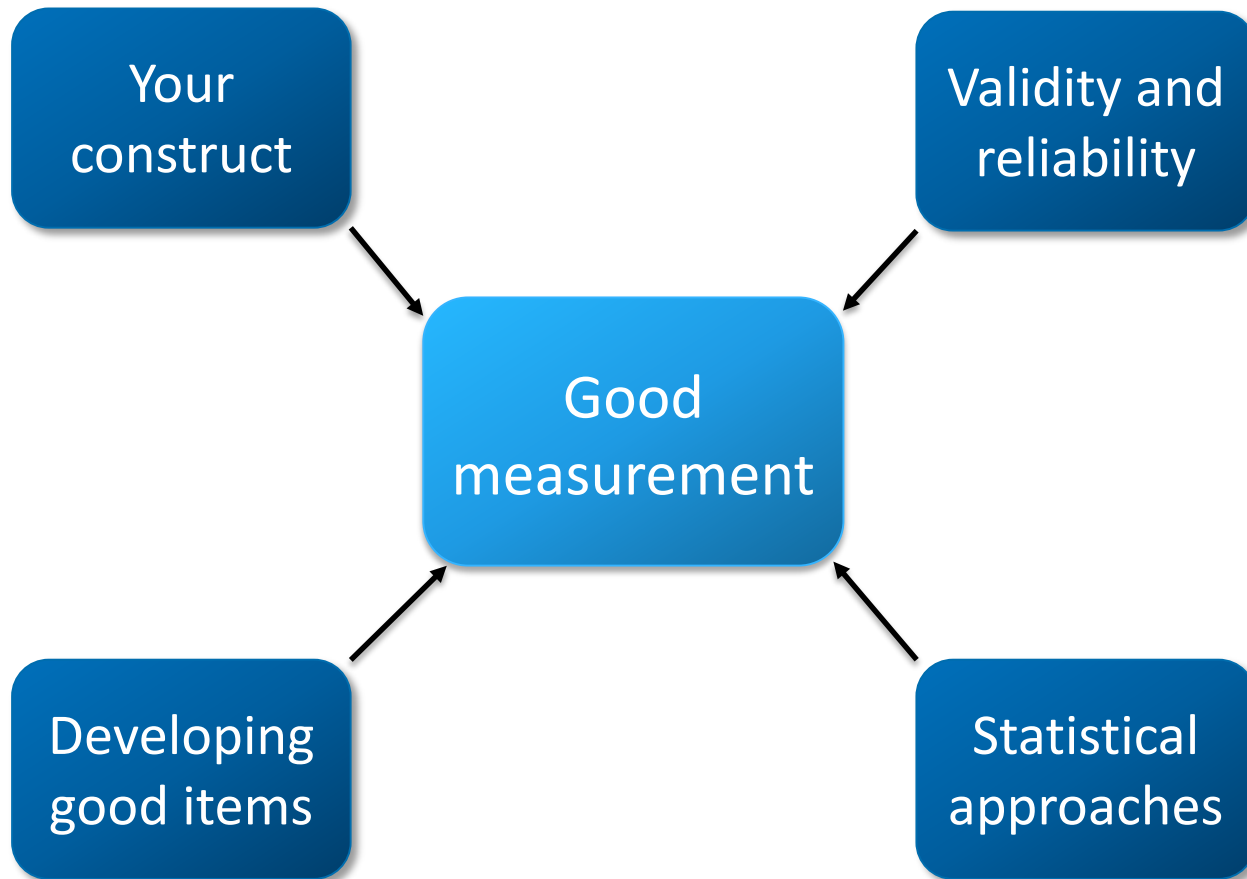 Your
construct
Validity and
reliability
Good
measurement
Developing
good items
Statistical
approaches